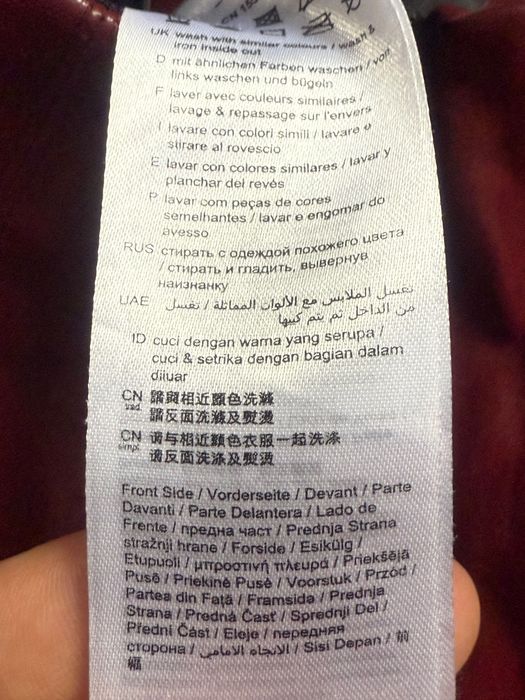 CN 155
UK wash with similar colours / wash &
iron inside out
D mit ähnlichen Farben waschen / von
links waschen und bügeln
F laver avec couleurs similaires /
lavage & repassage sur l'envers
I lavare con colori simili / lavare e
stirare al rovescio
E lavar con colores similares / lavar y
planchar del revés
P lavar com peças de cores
semelhantes / lavar e engomar do
avesso
RUS стирать с одеждой похожего цвета
/ стирать и гладить, вывернув
наизнанку
UAE تغسل الملابس مع الألوان المماثلة / تغسل
من الداخل ثم يتم كيها
ID cuci dengan warna yang serupa /
cuci & setrika dengan bagian dalam
diluar
CN trad. 請與相近顏色洗滌
請反面洗滌及熨燙
CN simpl. 请与相近颜色衣服一起洗涤
请反面洗涤及熨烫
Front Side / Vorderseite / Devant / Parte
Davanti / Parte Delantera / Lado de
Frente / предна част / Prednja Strana
stražnji hrane / Forside / Esikülg /
Etupuoli / μπροστινή πλευρά / Priekšējā
Pusē / Priekinė Pusė / Voorstuk / Przód /
Partea din Faţă / Framsida / Prednja
Strana / Predná Časť / Sprednji Del /
Přední Část / Eleje / передняя
сторона / الاتجاه الامامى / Sisi Depan / 前
幅